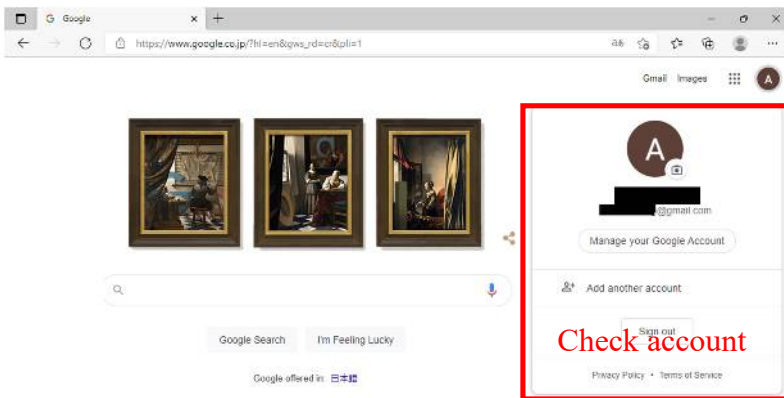 Google
https://www.google.co.jp/?hl=en&gws_rd=cr&pli=1
Gmail Images
A
A
@gmail com
Manage your Google Account
Add another account
Sign out
Check account
Google Search I'm Feeling Lucky
Privacy Policy • Terms of Service
Google offered in: 日本語